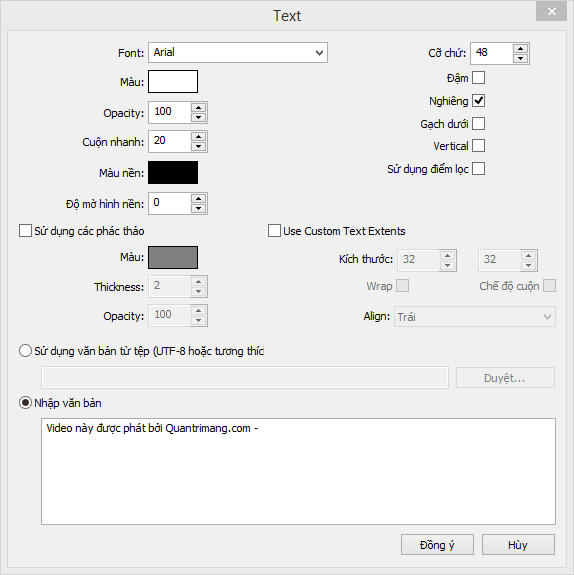 Text
Font: Arial
Cỡ chứ: 48
Màu:
Đậm
Opacity: 100
Nghiêng
Cuộn nhanh: 20
Gạch dưới
Vertical
Màu nền:
Sử dụng điểm lọc
Độ mờ hình nền: 0
Sử dụng các phác thảo
Use Custom Text Extents
Màu:
Kích thước: 32 32
Thickness: 2
Wrap
Chế độ cuộn
Opacity: 100
Align: Trái
Sử dụng văn bản từ tệp (UTF-8 hoặc tương thíc
Duyệt...
Nhập văn bản
Video này được phát bởi Quantrimang.com -
Đồng ý
Hủy